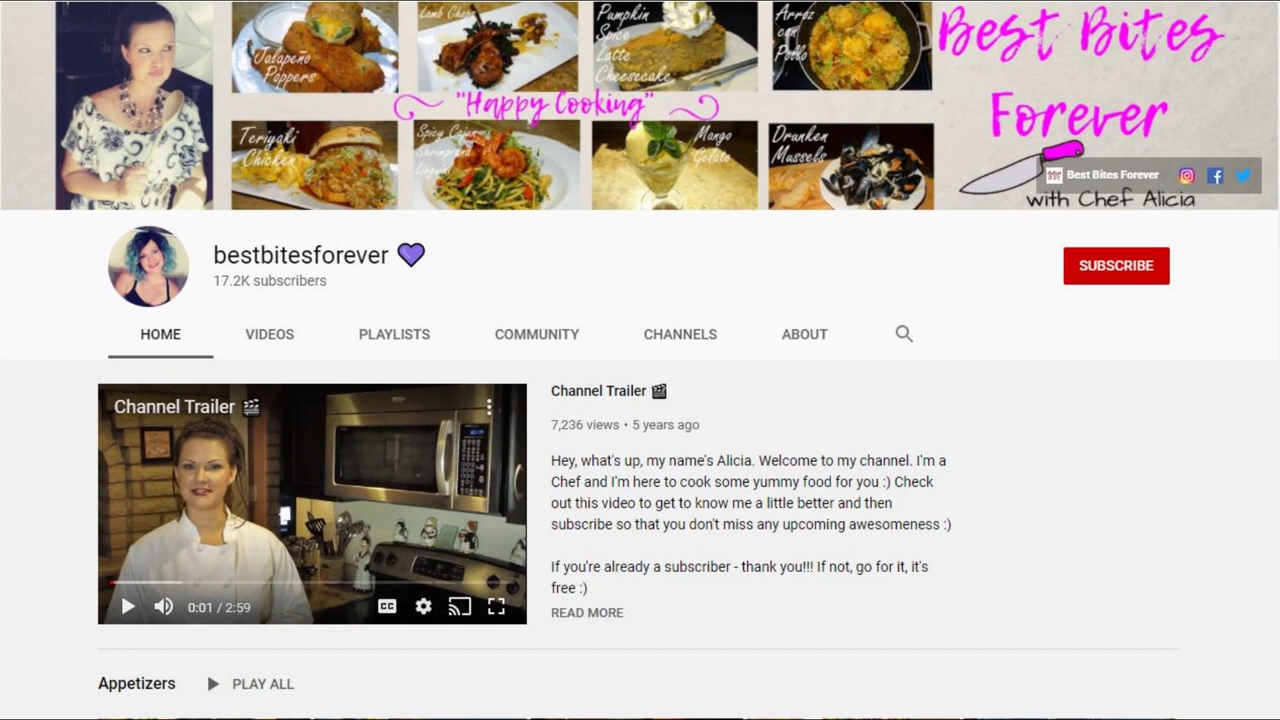 Jalapeño
Poppers
Lamb Chops
Pumpkin
Spice
Latte
Cheesecake
Arroz
con
Pollo
Best Bites
Forever
"Happy Cooking"
Teriyaki
Chicken
Spicy Cajun
Shrimp and
Linguini
Mango
Gelato
Drunken
Mussels
Best Bites Forever
with Chef Alicia
bestbitesforever 💜
17.2K subscribers
SUBSCRIBE
HOME VIDEOS PLAYLISTS COMMUNITY CHANNELS ABOUT
Channel Trailer 🎬
0:01 / 2:59
CC
Channel Trailer 🎬
7,236 views • 5 years ago
Hey, what's up, my name's Alicia. Welcome to my channel. I'm a
Chef and I'm here to cook some yummy food for you :) Check
out this video to get to know me a little better and then
subscribe so that you don't miss any upcoming awesomeness :)
If you're already a subscriber - thank you!!! If not, go for it, it's
free :)
READ MORE
Appetizers PLAY ALL